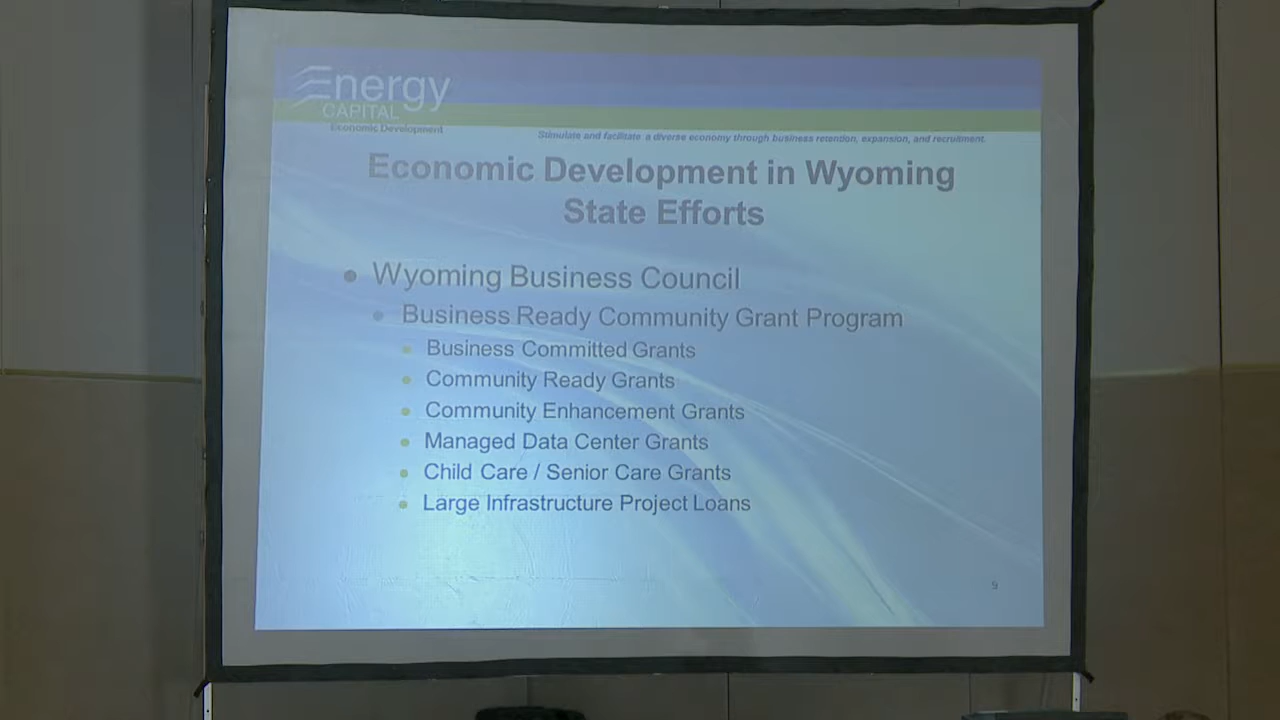 Energy
CAPITAL
Economic Development
Stimulate and facilitate a diverse economy through business retention, expansion, and recruitment.
Economic Development in Wyoming
State Efforts
Wyoming Business Council
Business Ready Community Grant Program
Business Committed Grants
Community Ready Grants
Community Enhancement Grants
Managed Data Center Grants
Child Care / Senior Care Grants
Large Infrastructure Project Loans
9